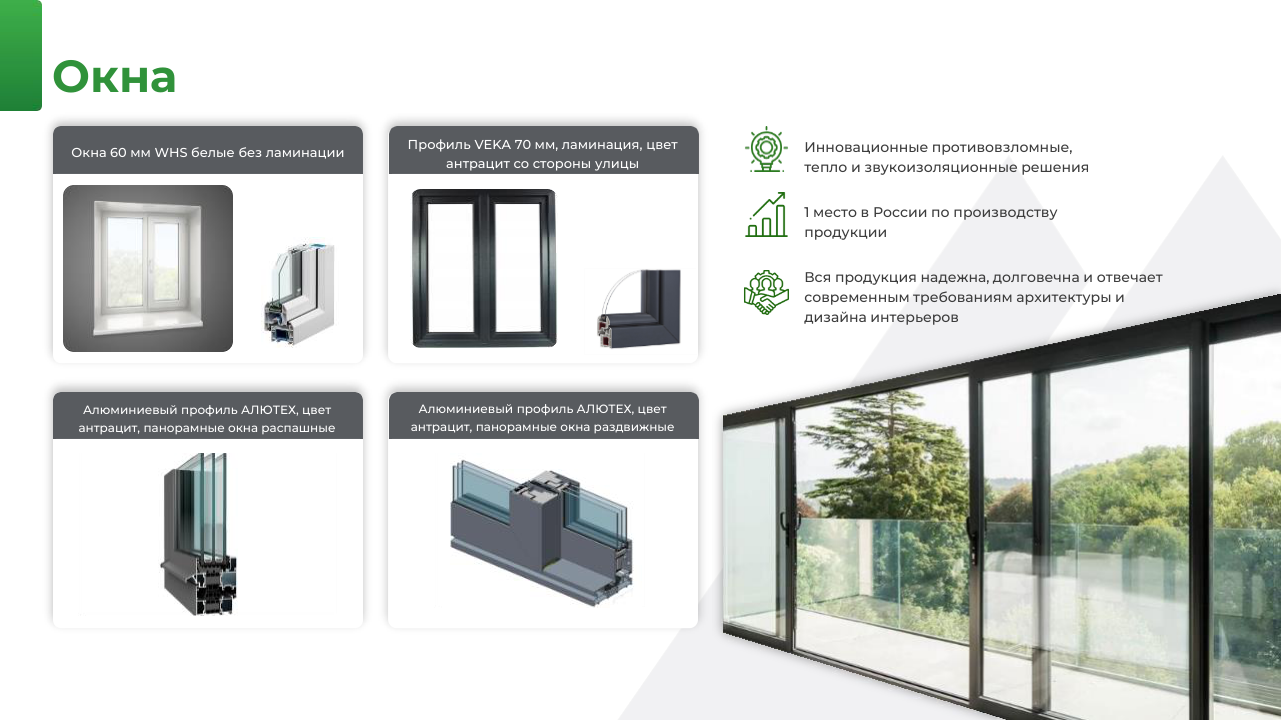 Окна
Окна 60 мм WHS белые без ламинации
Профиль VEKA 70 мм, ламинация, цвет
антрацит со стороны улицы
Алюминиевый профиль АЛЮТЕХ, цвет
антрацит, панорамные окна распашные
Алюминиевый профиль АЛЮТЕХ, цвет
антрацит, панорамные окна раздвижные
Инновационные противовзломные,
тепло и звукоизоляционные решения
1 место в России по производству
продукции
Вся продукция надежна, долговечна и отвечает
современным требованиям архитектуры и
дизайна интерьеров